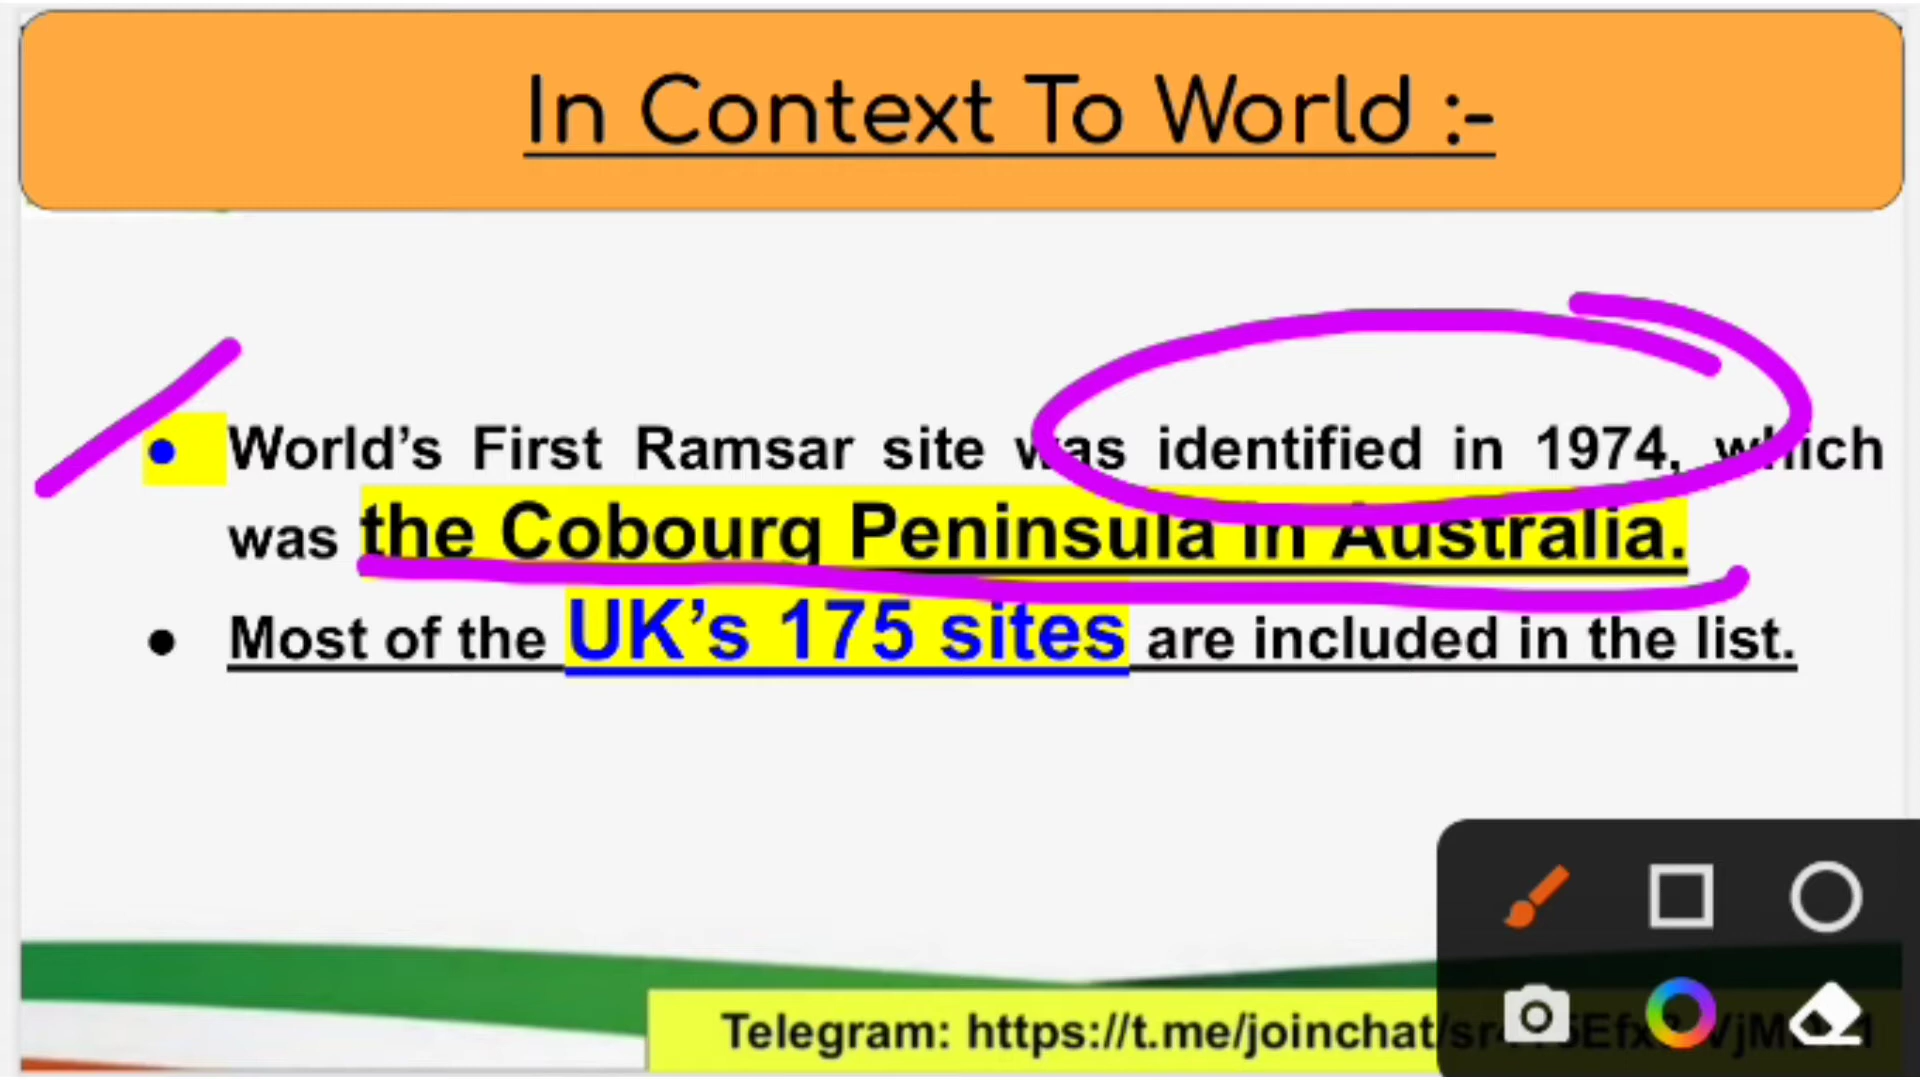 In Context To World :-
• World’s First Ramsar site was identified in 1974, which
was the Cobourg Peninsula in Australia.
• Most of the UK’s 175 sites are included in the list.
Telegram: https://t.me/joinchat/